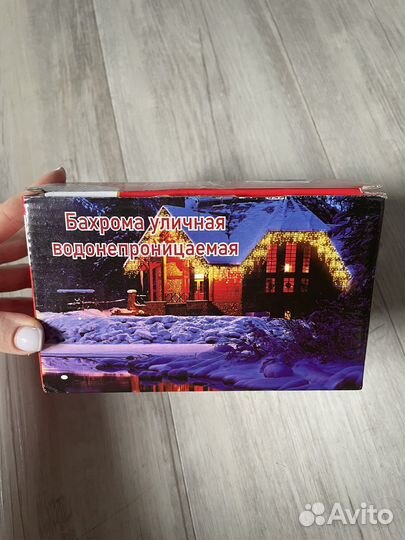 Бахрома уличная
водонепроницаемая
Avito